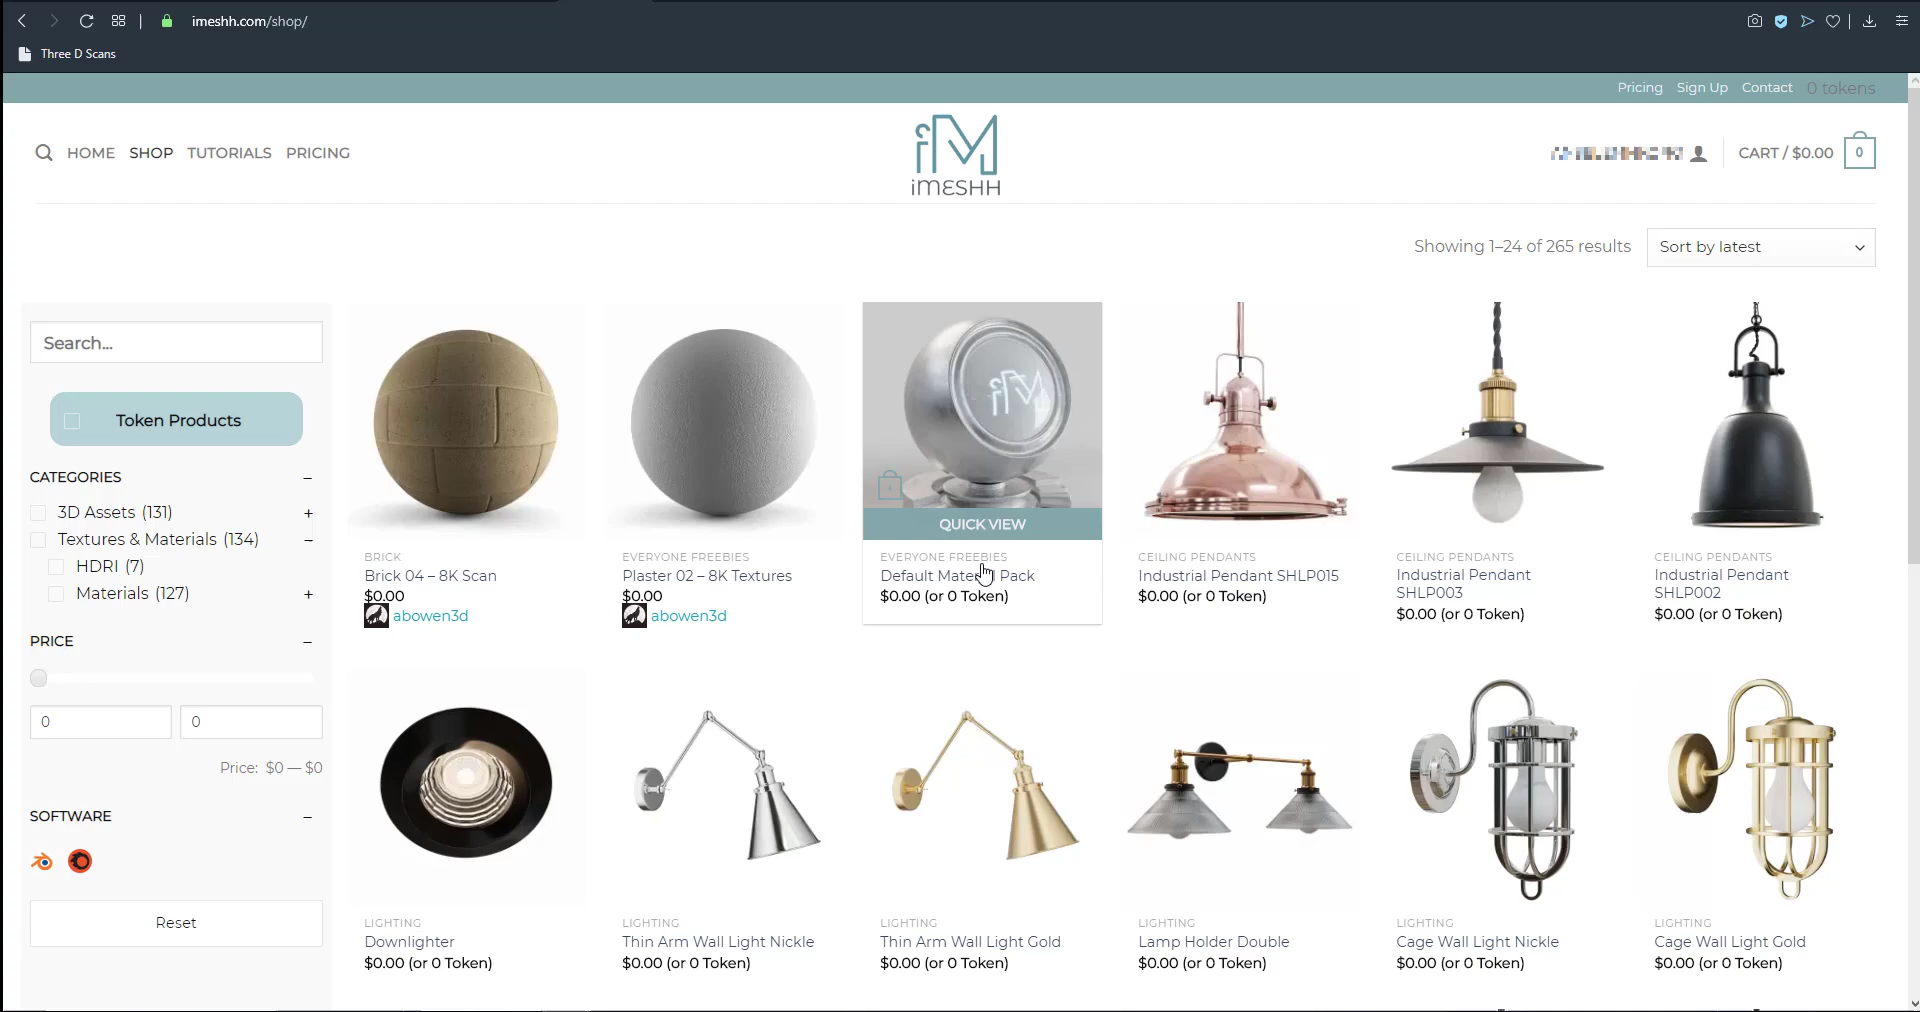 imeshh.com/shop/
Three D Scans
Pricing Sign Up Contact 0 tokens
HOME SHOP TUTORIALS PRICING
iMESHH
CART / $0.00 0
Showing 1–24 of 265 results
Sort by latest
Search...
Token Products
CATEGORIES
3D Assets (131)
Textures & Materials (134)
HDRI (7)
Materials (127)
PRICE
0 0
Price: $0 — $0
SOFTWARE
Reset
BRICK
Brick 04 – 8K Scan
$0.00
abowen3d
EVERYONE FREEBIES
Plaster 02 – 8K Textures
$0.00
abowen3d
iM
QUICK VIEW
EVERYONE FREEBIES
Default Material Pack
$0.00 (or 0 Token)
CEILING PENDANTS
Industrial Pendant SHLP015
$0.00 (or 0 Token)
CEILING PENDANTS
Industrial Pendant
SHLP003
$0.00 (or 0 Token)
CEILING PENDANTS
Industrial Pendant
SHLP002
$0.00 (or 0 Token)
LIGHTING
Downlighter
$0.00 (or 0 Token)
LIGHTING
Thin Arm Wall Light Nickle
$0.00 (or 0 Token)
LIGHTING
Thin Arm Wall Light Gold
$0.00 (or 0 Token)
LIGHTING
Lamp Holder Double
$0.00 (or 0 Token)
LIGHTING
Cage Wall Light Nickle
$0.00 (or 0 Token)
LIGHTING
Cage Wall Light Gold
$0.00 (or 0 Token)